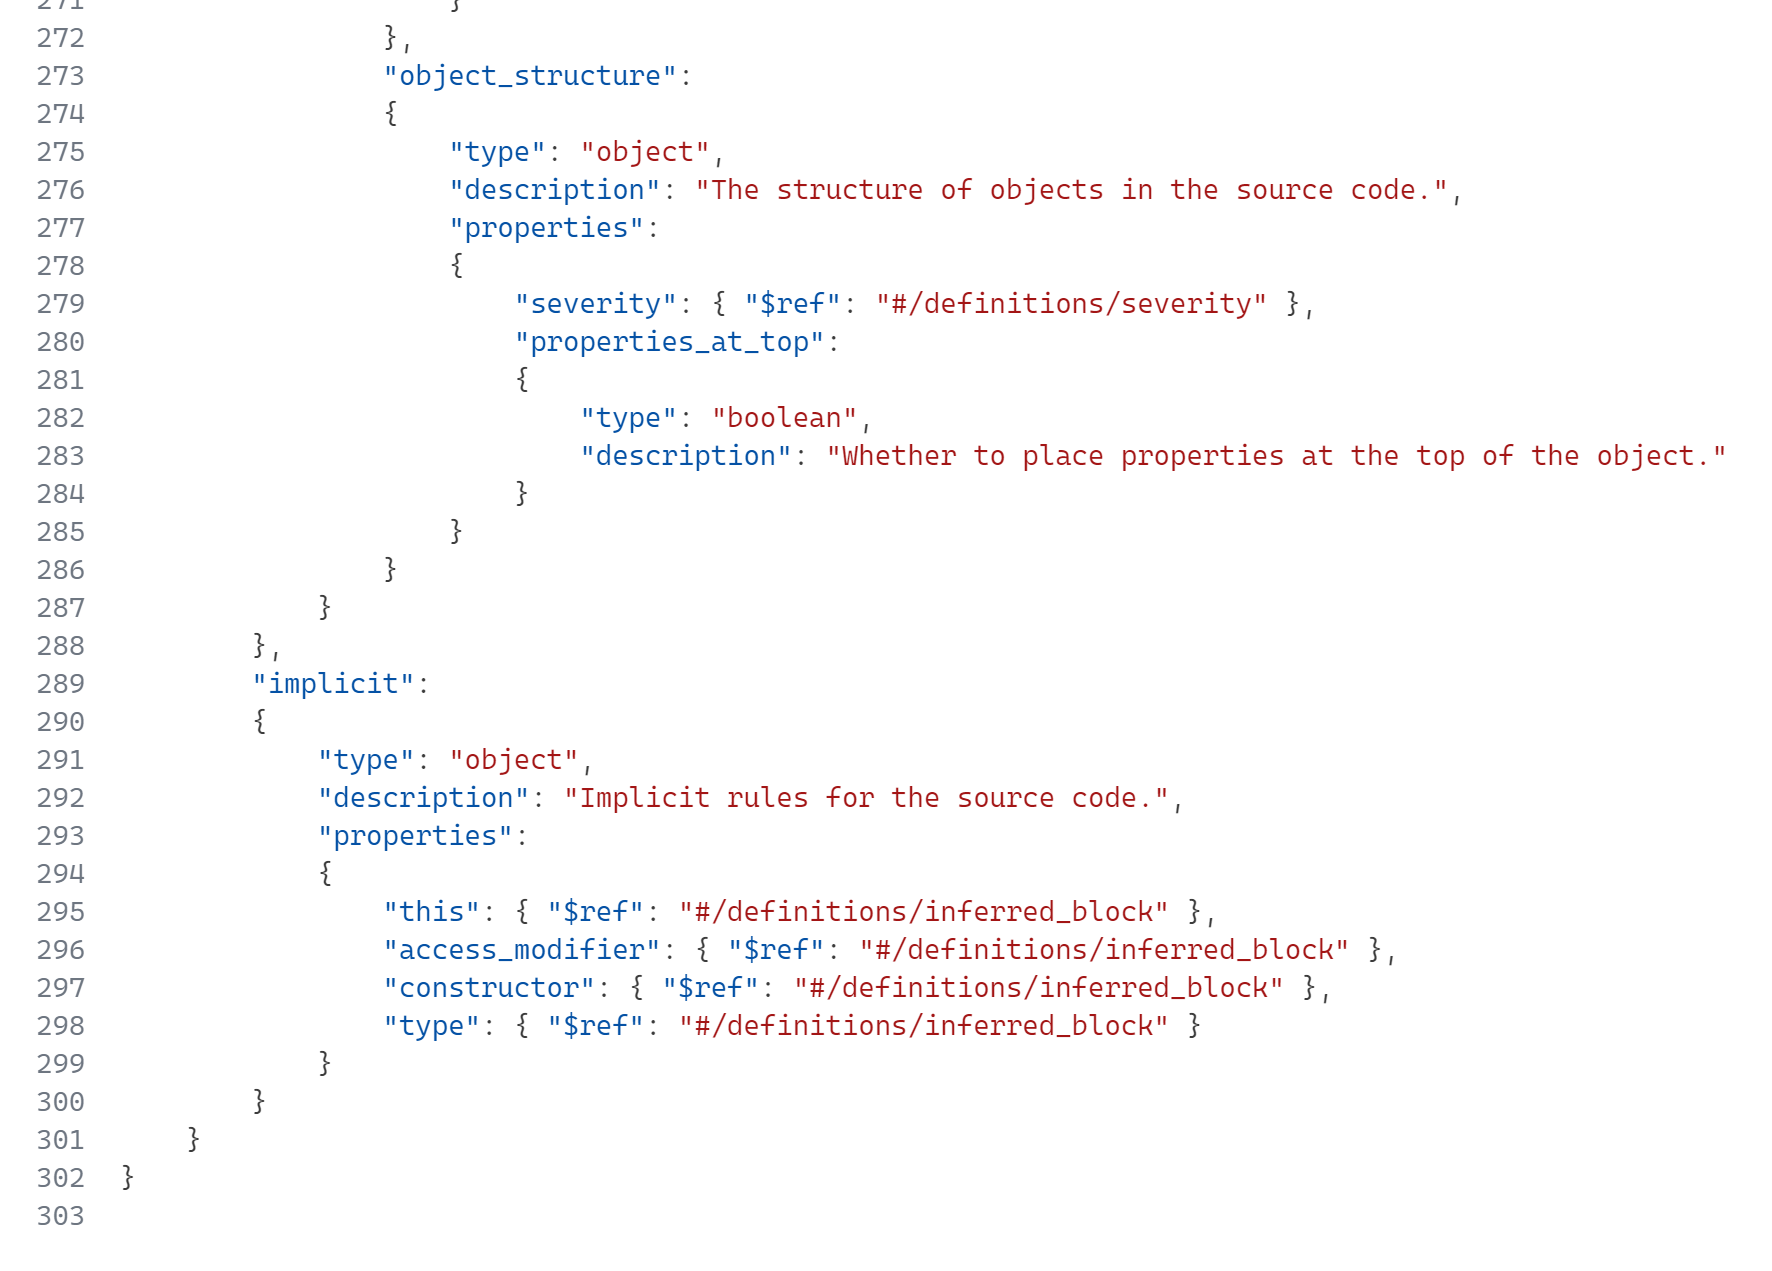 271                     }
272                 },
273                 "object_structure":
274                 {
275                     "type": "object",
276                     "description": "The structure of objects in the source code.",
277                     "properties":
278                     {
279                         "severity": { "$ref": "#/definitions/severity" },
280                         "properties_at_top":
281                         {
282                             "type": "boolean",
283                             "description": "Whether to place properties at the top of the object."
284                         }
285                     }
286                 }
287             }
288         },
289         "implicit":
290         {
291             "type": "object",
292             "description": "Implicit rules for the source code.",
293             "properties":
294             {
295                 "this": { "$ref": "#/definitions/inferred_block" },
296                 "access_modifier": { "$ref": "#/definitions/inferred_block" },
297                 "constructor": { "$ref": "#/definitions/inferred_block" },
298                 "type": { "$ref": "#/definitions/inferred_block" }
299             }
300         }
301     }
302 }
303